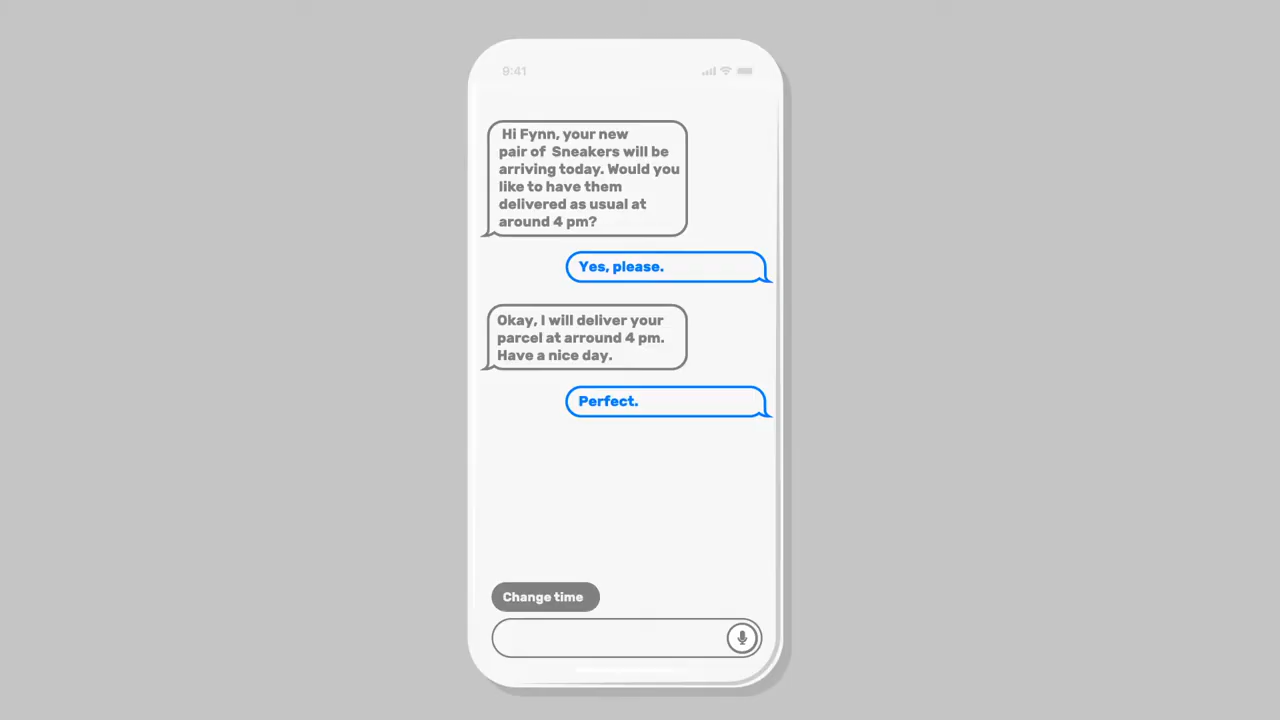 9:41
Hi Fynn, your new
pair of Sneakers will be
arriving today. Would you
like to have them
delivered as usual at
around 4 pm?
Yes, please.
Okay, I will deliver your
parcel at arround 4 pm.
Have a nice day.
Perfect.
Change time